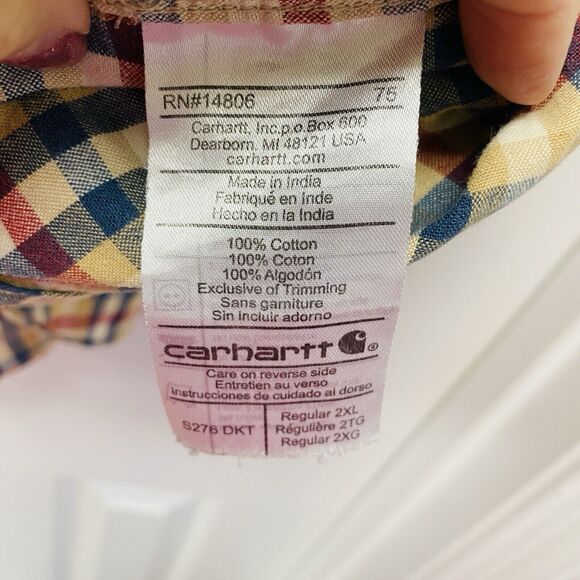 RN#14806 75
Carhartt, Inc.p.o.Box 600
Dearborn, MI 48121 USA
carhartt.com
Made in India
Fabriqué en Inde
Hecho en la India
100% Cotton
100% Coton
100% Algodón
Exclusive of Trimming
Sans garniture
Sin incluir adorno
carhartt ®
Care on reverse side
Entretien au verso
Instrucciones de cuidado al dorso
S276 DKT
Regular 2XL
Régulière 2TG
Regular 2XG